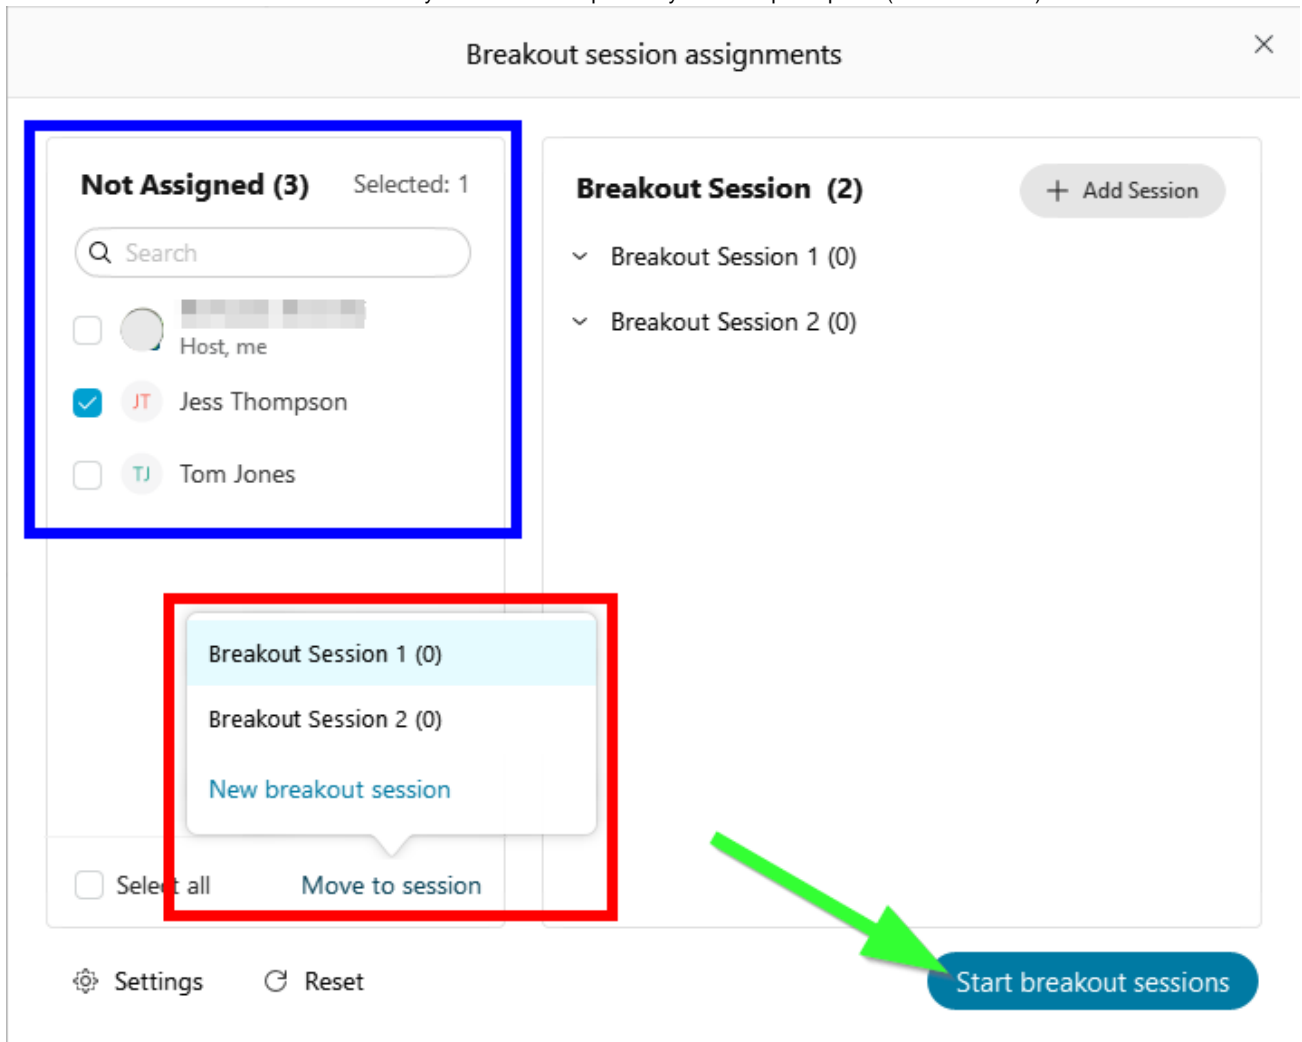 Breakout session assignments
Not Assigned (3) Selected: 1
Search
Host, me
JT Jess Thompson
TJ Tom Jones
Breakout Session 1 (0)
Breakout Session 2 (0)
New breakout session
Select all Move to session
Settings Reset
Breakout Session (2) + Add Session
Breakout Session 1 (0)
Breakout Session 2 (0)
Start breakout sessions